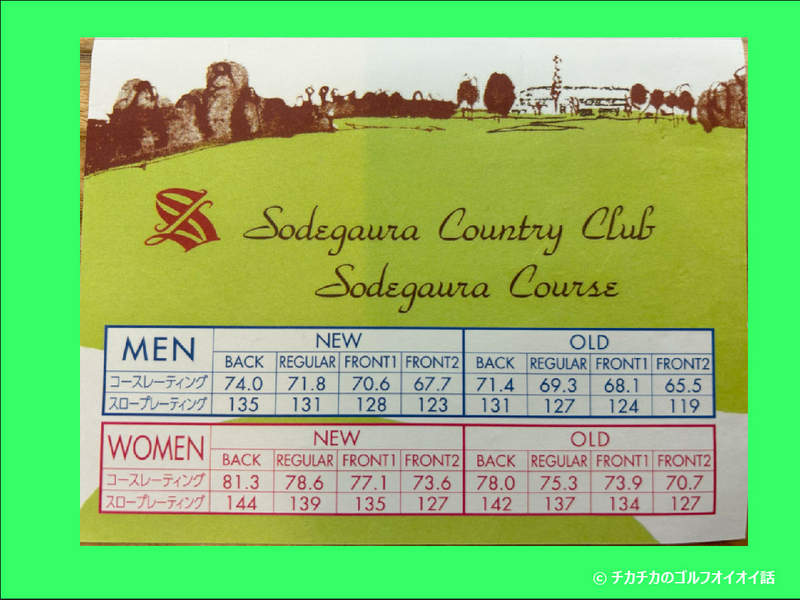 Sodegaura Country Club
Sodegaura Course
MEN NEW OLD
BACK REGULAR FRONT1 FRONT2 BACK REGULAR FRONT1 FRONT2
コースレーティング 74.0 71.8 70.6 67.7 71.4 69.3 68.1 65.5
スロープレーティング 135 131 128 123 131 127 124 119
WOMEN NEW OLD
BACK REGULAR FRONT1 FRONT2 BACK REGULAR FRONT1 FRONT2
コースレーティング 81.3 78.6 77.1 73.6 78.0 75.3 73.9 70.7
スロープレーティング 144 139 135 127 142 137 134 127
© チカチカのゴルフオイオイ話